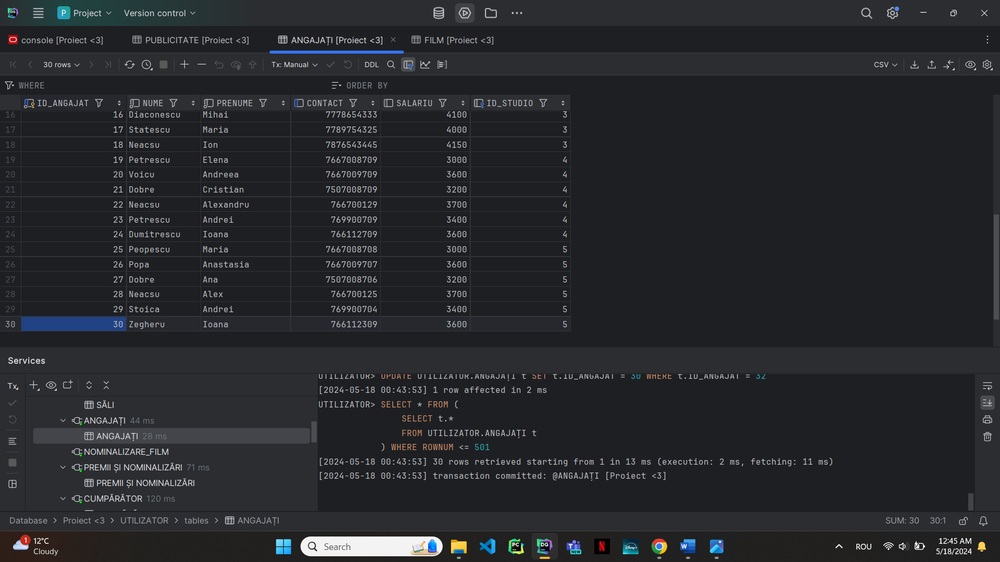 P Project Version control
console [Proiect <3] PUBLICITATE [Proiect <3] ANGAJAȚI [Proiect <3] FILM [Proiect <3]
30 rows Tx: Manual DDL CSV
WHERE ORDER BY
ID_ANGAJAT NUME PRENUME CONTACT SALARIU ID_STUDIO
16 16 Diaconescu Mihai 7778654333 4100 3
17 17 Statescu Maria 7789754325 4000 3
18 18 Neacsu Ion 7876543445 4150 3
19 19 Petrescu Elena 7667008709 3000 4
20 20 Voicu Andreea 7667009709 3600 4
21 21 Dobre Cristian 7507008709 3200 4
22 22 Neacsu Alexandru 766700129 3700 4
23 23 Petrescu Andrei 769900709 3400 4
24 24 Dumitrescu Ioana 766112709 3600 4
25 25 Peopescu Maria 7667008708 3000 5
26 26 Popa Anastasia 7667009707 3600 5
27 27 Dobre Ana 7507008706 3200 5
28 28 Neacsu Alex 766700125 3700 5
29 29 Stoica Andrei 769900704 3400 5
30 30 Zegheru Ioana 766112309 3600 5
Services
Tx
SĂLI
ANGAJAȚI 44 ms
ANGAJAȚI 28 ms
NOMINALIZARE_FILM
PREMII ȘI NOMINALIZĂRI 71 ms
PREMII ȘI NOMINALIZĂRI
CUMPĂRĂTOR 120 ms
UTILIZATOR> UPDATE UTILIZATOR.ANGAJAȚI t SET t.ID_ANGAJAT = 30 WHERE t.ID_ANGAJAT = 32
[2024-05-18 00:43:53] 1 row affected in 2 ms
UTILIZATOR> SELECT * FROM (
SELECT t.*
FROM UTILIZATOR.ANGAJAȚI t
) WHERE ROWNUM <= 501
[2024-05-18 00:43:53] 30 rows retrieved starting from 1 in 13 ms (execution: 2 ms, fetching: 11 ms)
[2024-05-18 00:43:53] transaction committed: @ANGAJAȚI [Proiect <3]
Database > Proiect <3 > UTILIZATOR > tables > ANGAJAȚI SUM: 30 30:1
1 12°C
Cloudy
Search
PC DG NEW N Disney+ W
ROU
12:45 AM
5/18/2024